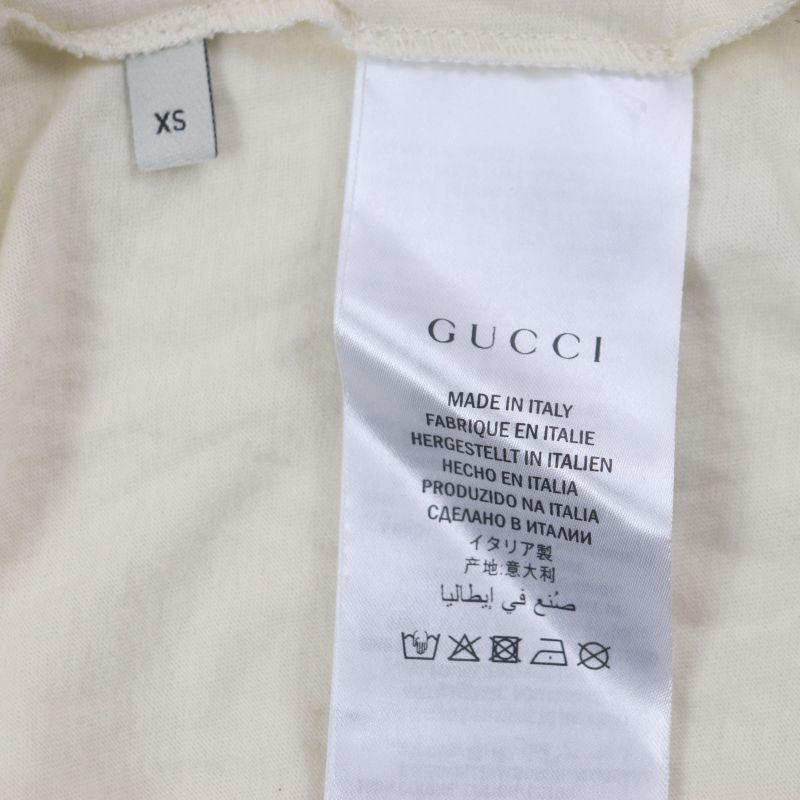 XS
GUCCI
MADE IN ITALY
FABRIQUE EN ITALIE
HERGESTELLT IN ITALIEN
HECHO EN ITALIA
PRODUZIDO NA ITALIA
СДЕЛАНО В ИТАЛИИ
イタリア製
产地:意大利
صُنع في إيطاليا